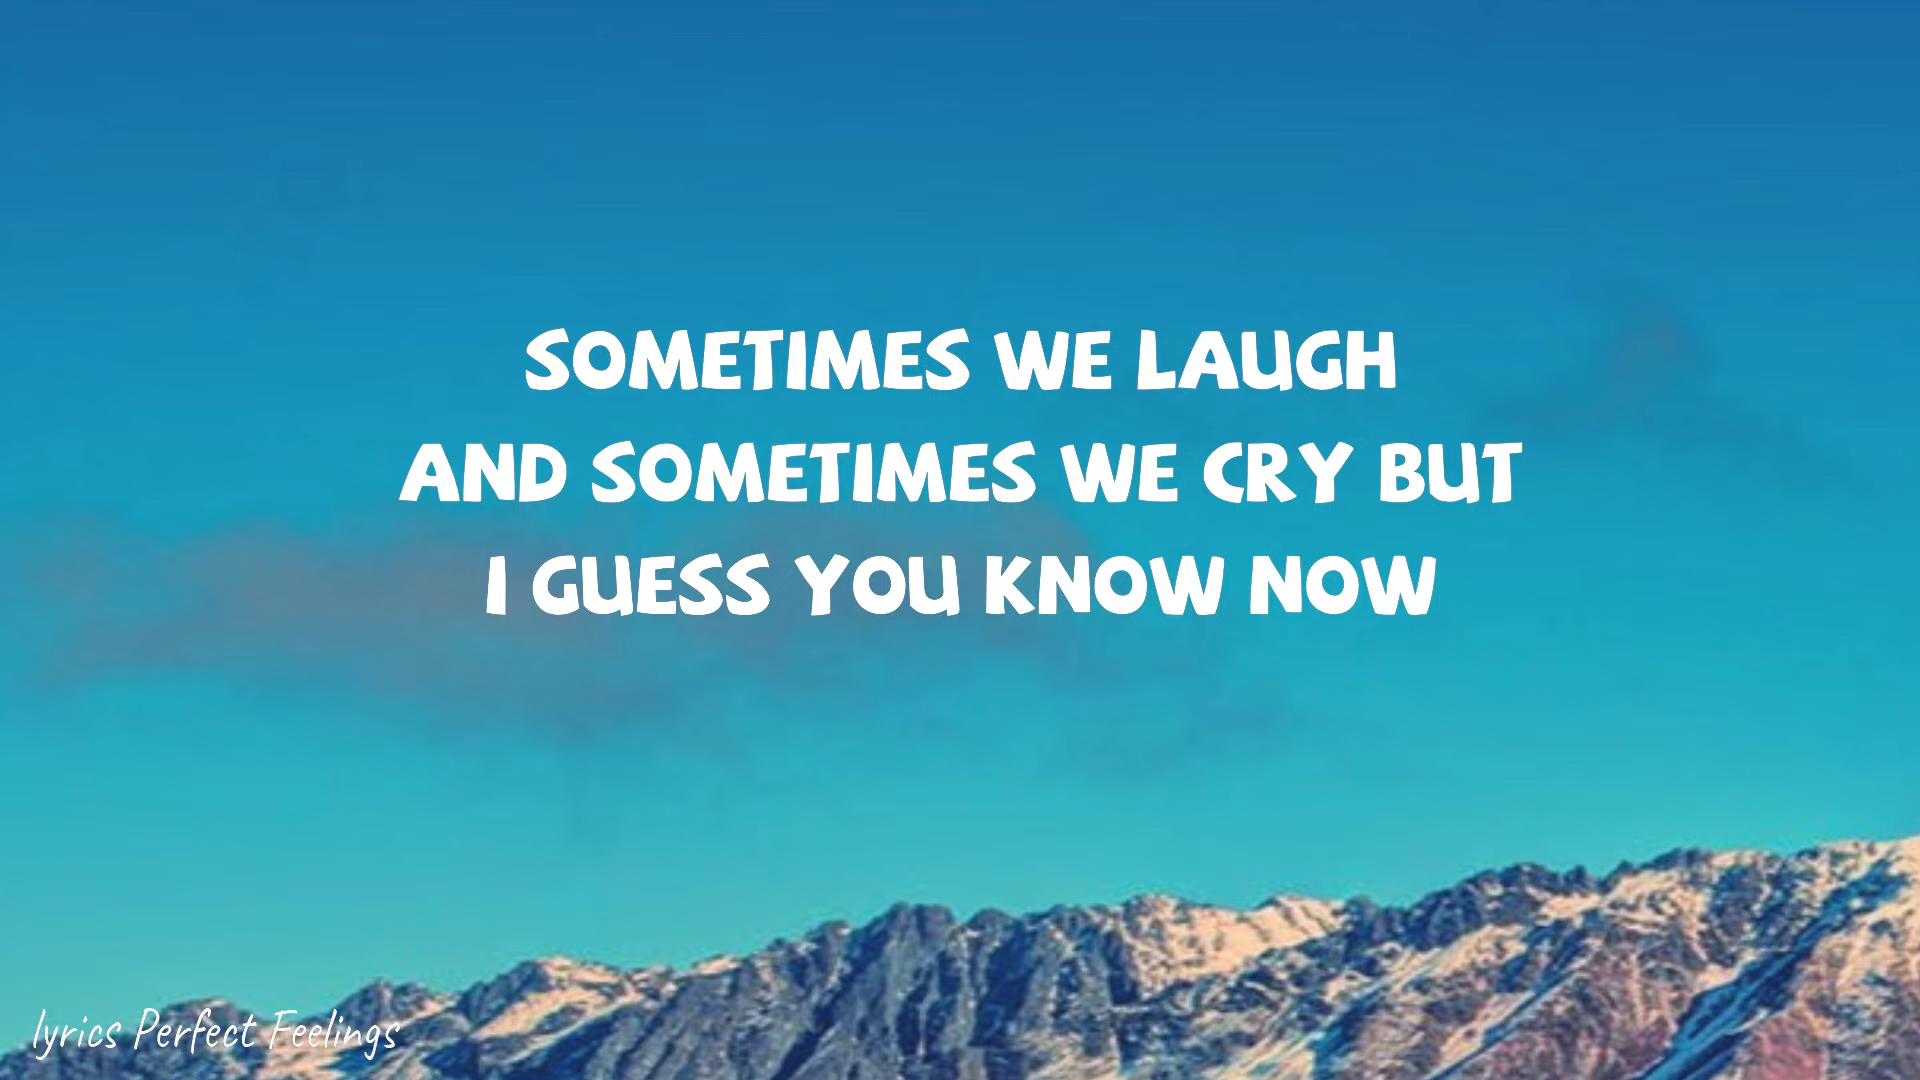 SOMETIMES WE LAUGH
AND SOMETIMES WE CRY BUT
I GUESS YOU KNOW NOW
lyrics Perfect Feelings